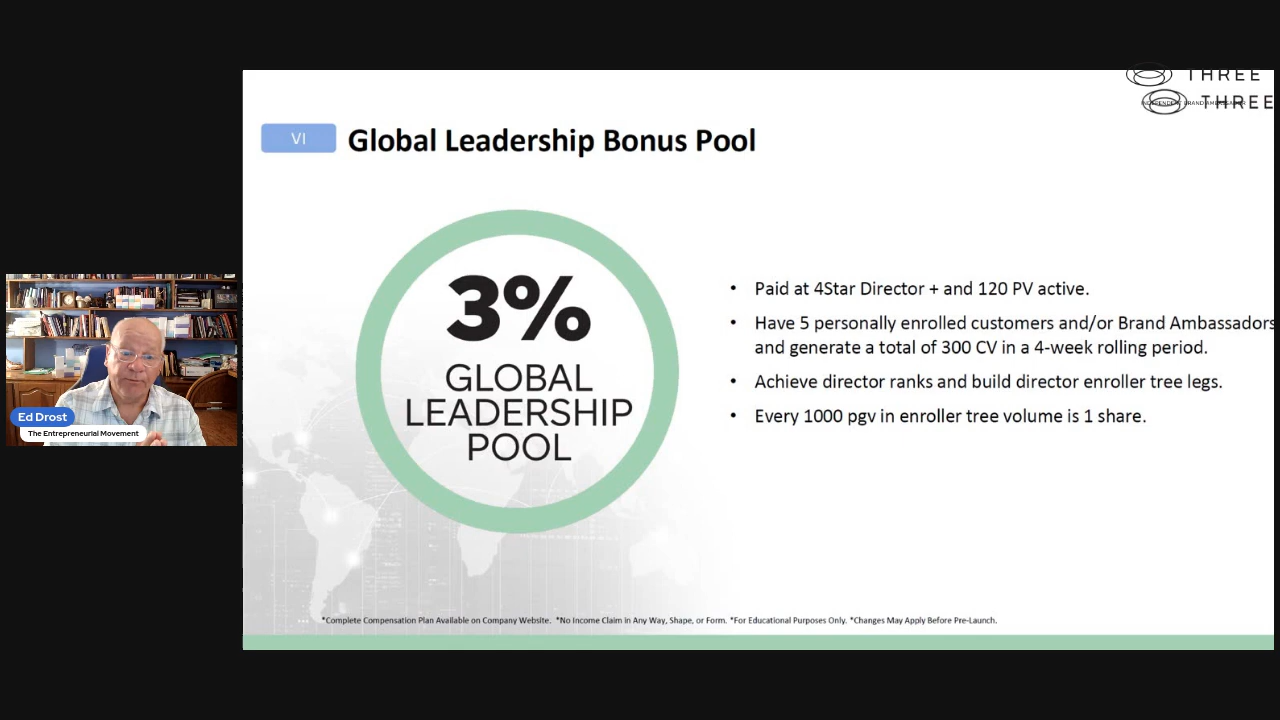 THREE
INDEPENDENT BRAND AMBASSADOR
THREE
VI
Global Leadership Bonus Pool
3%
GLOBAL
LEADERSHIP
POOL
• Paid at 4Star Director + and 120 PV active.
• Have 5 personally enrolled customers and/or Brand Ambassadors
and generate a total of 300 CV in a 4-week rolling period.
• Achieve director ranks and build director enroller tree legs.
• Every 1000 pgv in enroller tree volume is 1 share.
Ed Drost
The Entrepreneurial Movement
*Complete Compensation Plan Available on Company Website. *No Income Claim in Any Way, Shape, or Form. *For Educational Purposes Only. *Changes May Apply Before Pre-Launch.